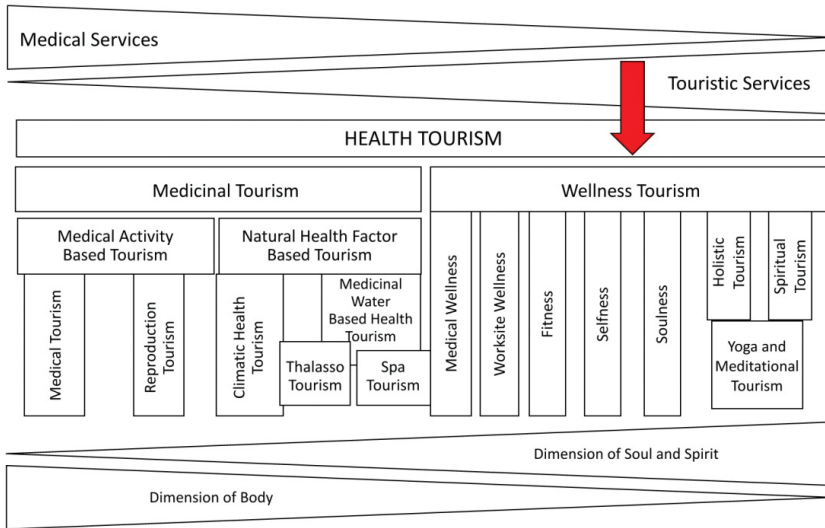 Medical Services
Touristic Services
HEALTH TOURISM
Medicinal Tourism
Wellness Tourism
Medical Activity
Based Tourism
Natural Health Factor
Based Tourism
Medical Tourism
Reproduction
Tourism
Climatic Health
Tourism
Medicinal
Water
Based Health
Tourism
Thalasso
Tourism
Spa
Tourism
Medical Wellness
Worksite Wellness
Fitness
Selfness
Soulness
Holistic
Tourism
Spiritual
Tourism
Yoga and
Meditational
Tourism
Dimension of Soul and Spirit
Dimension of Body